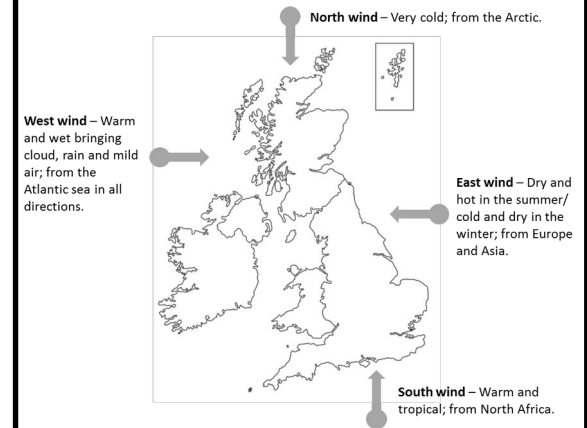 North wind – Very cold; from the Arctic.
West wind – Warm
and wet bringing
cloud, rain and mild
air; from the
Atlantic sea in all
directions.
East wind – Dry and
hot in the summer/
cold and dry in the
winter; from Europe
and Asia.
South wind – Warm and
tropical; from North Africa.